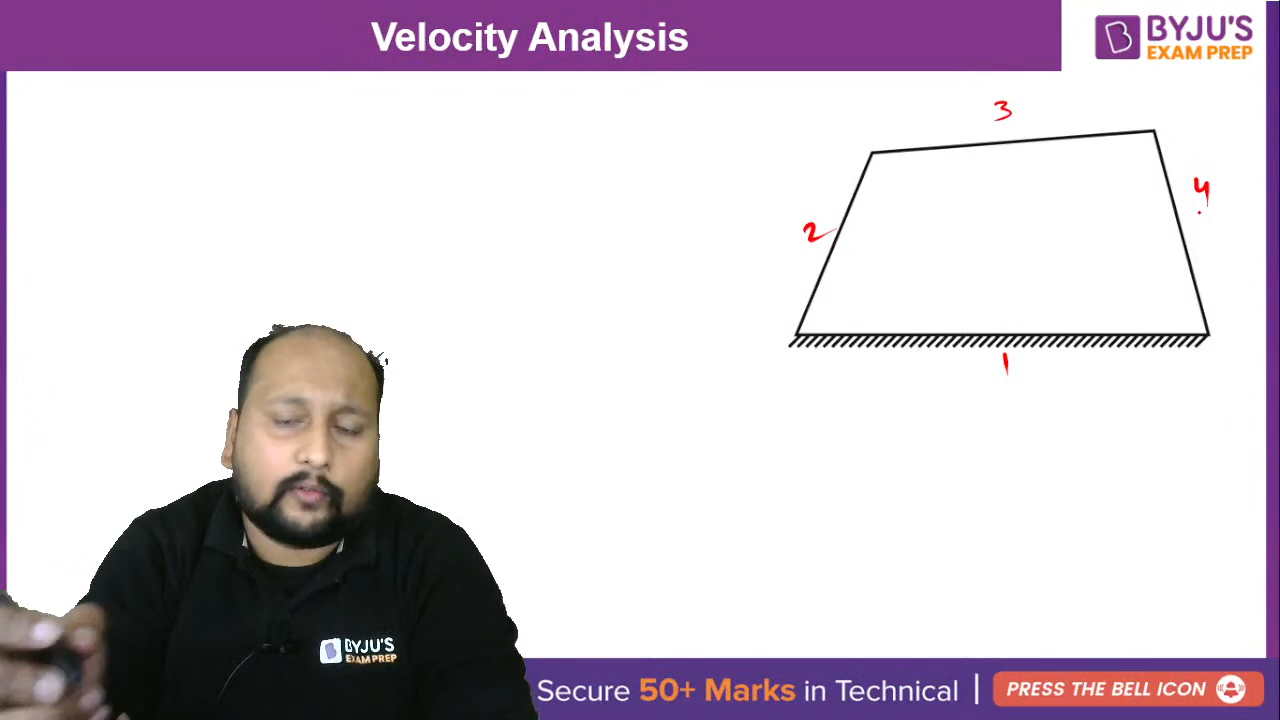 Velocity Analysis
BYJU'S
EXAM PREP
3
4
2
1
BYJU'S
EXAM PREP
Secure 50+ Marks in Technical | PRESS THE BELL ICON